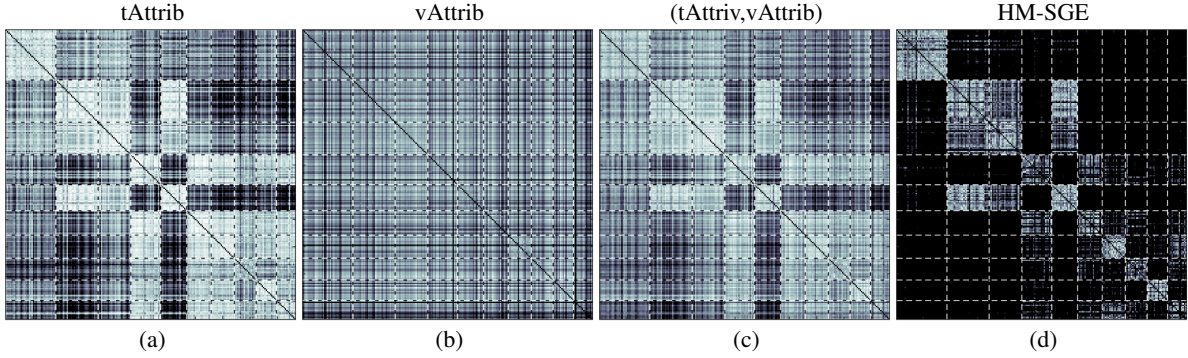 tAttrib
vAttrib
(tAttriv,vAttrib)
HM-SGE
(a)
(b)
(c)
(d)